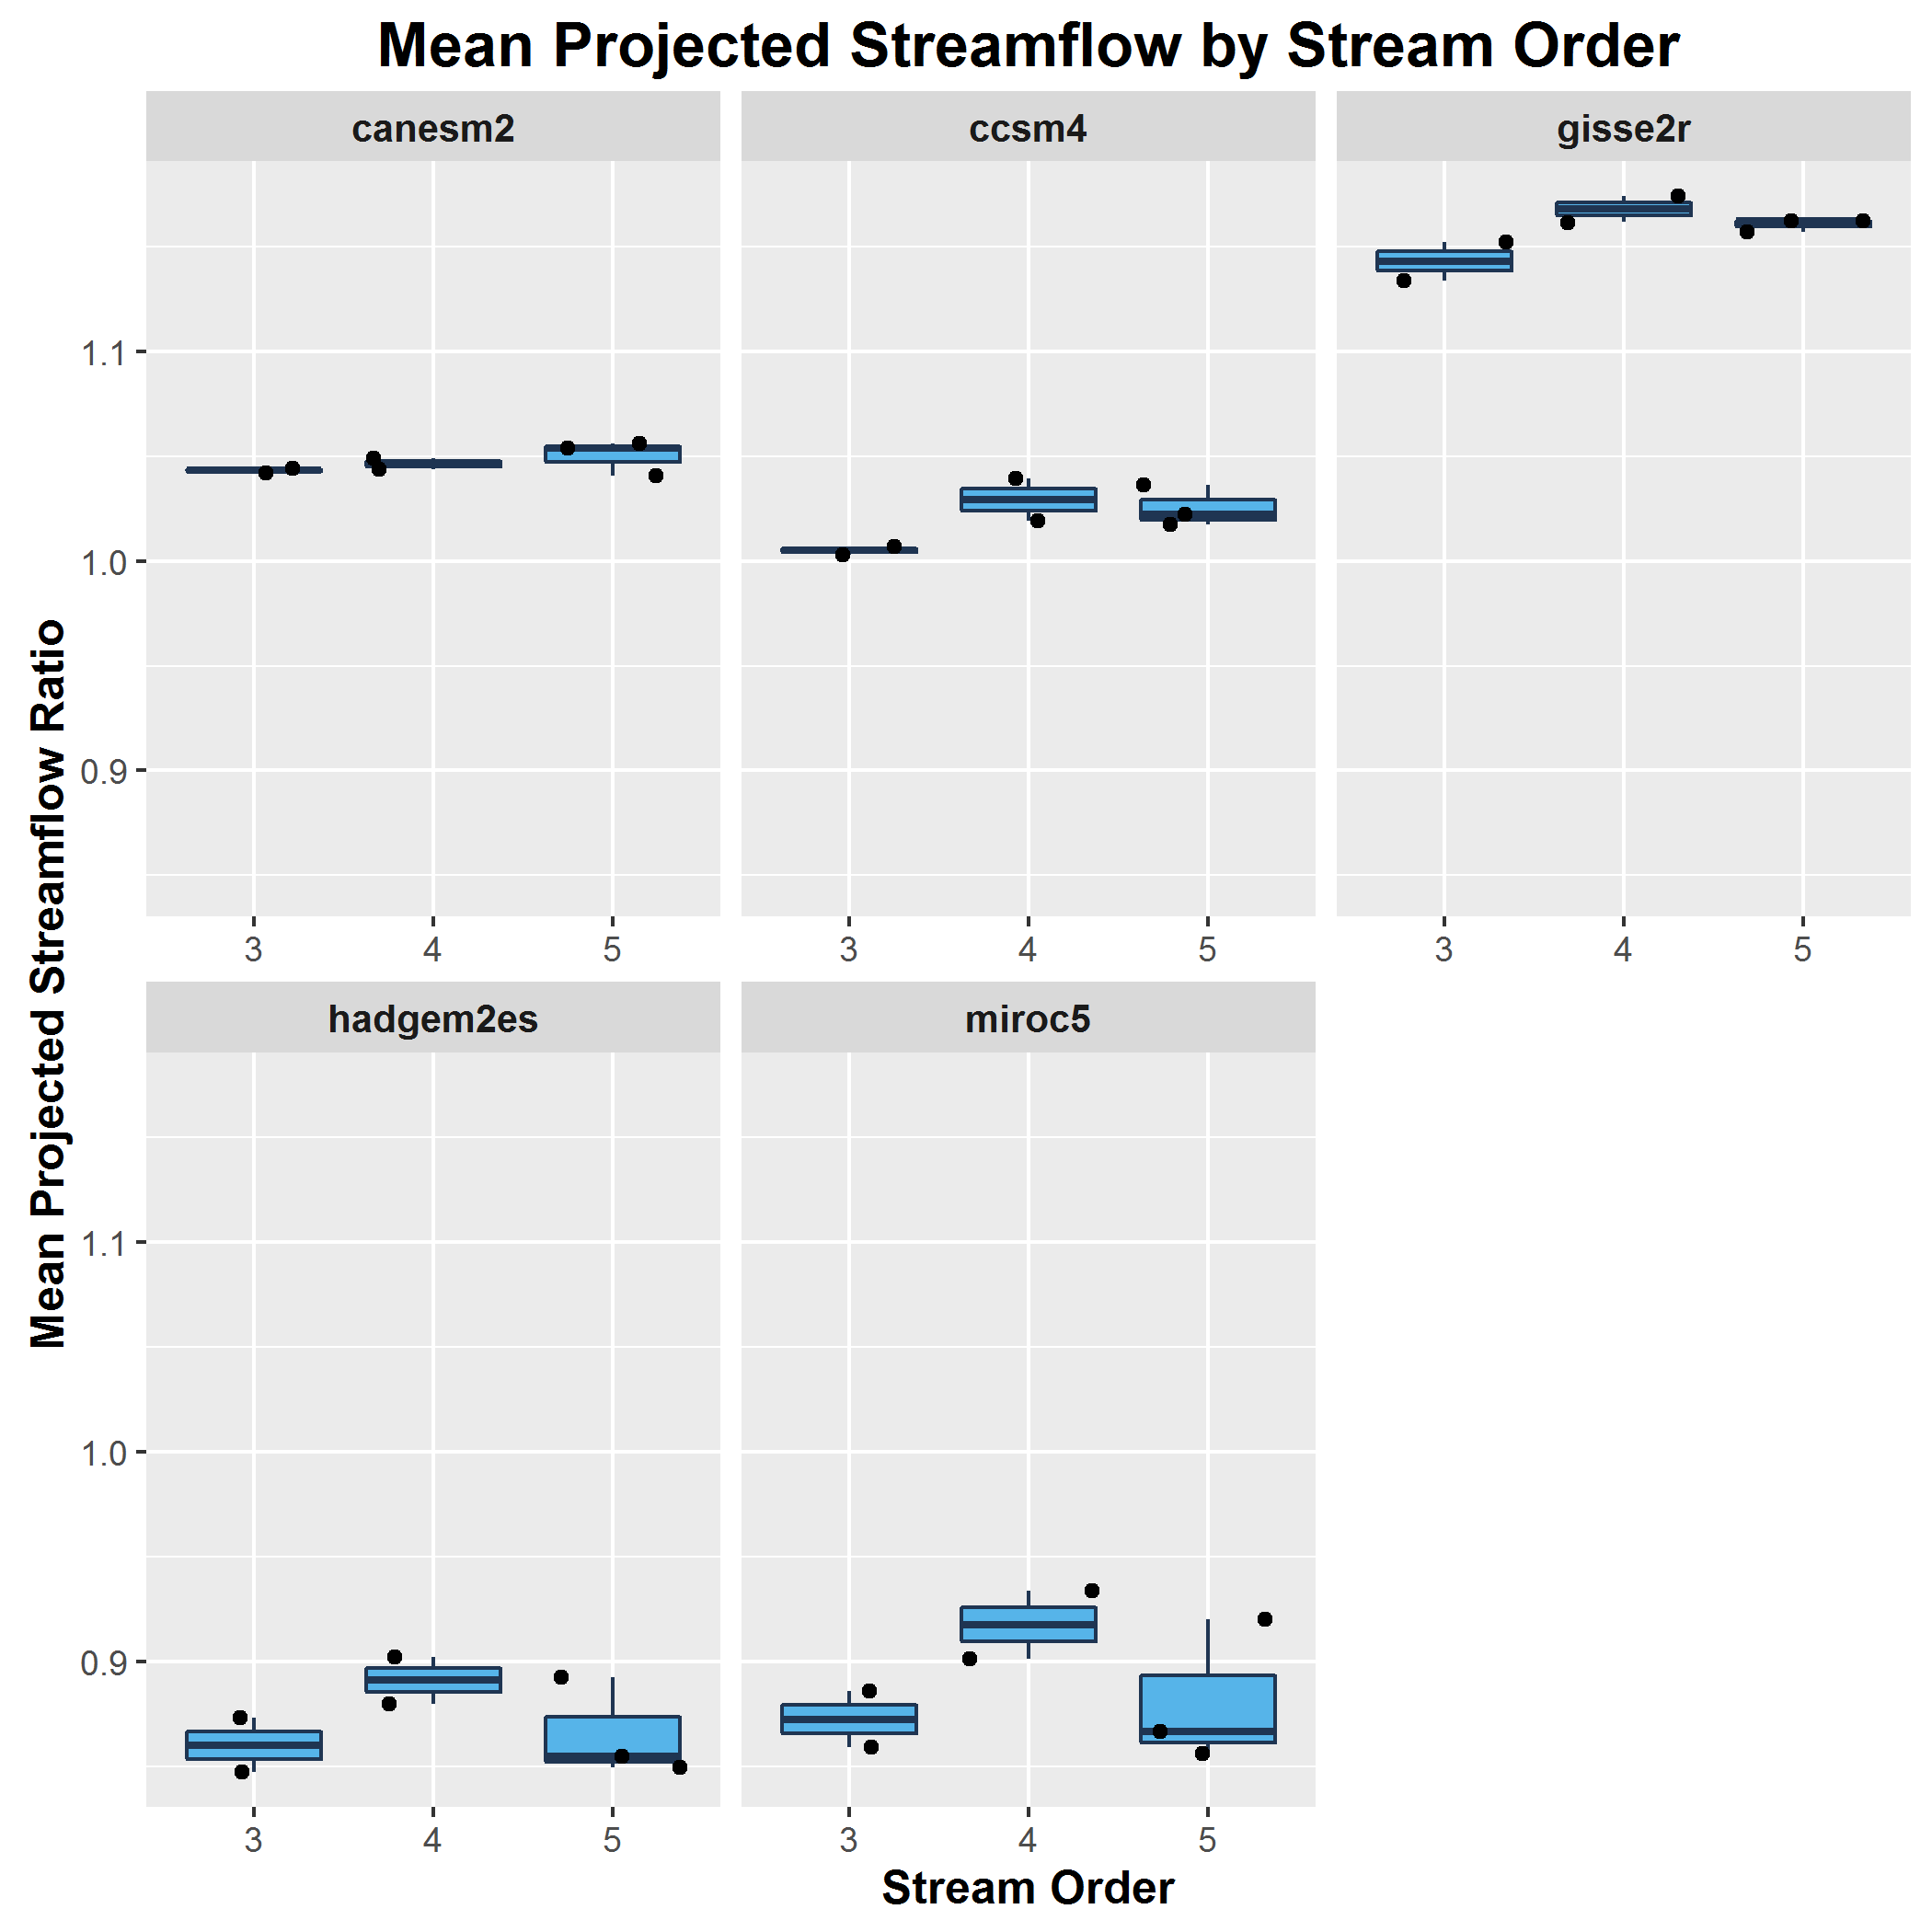 Mean Projected Streamflow by Stream Order
canesm2
ccsm4
gisse2r
1.1
1.0
0.9
3 4 5
3 4 5
3 4 5
Mean Projected Streamflow Ratio
hadgem2es
miroc5
1.1
1.0
0.9
3 4 5
3 4 5
Stream Order